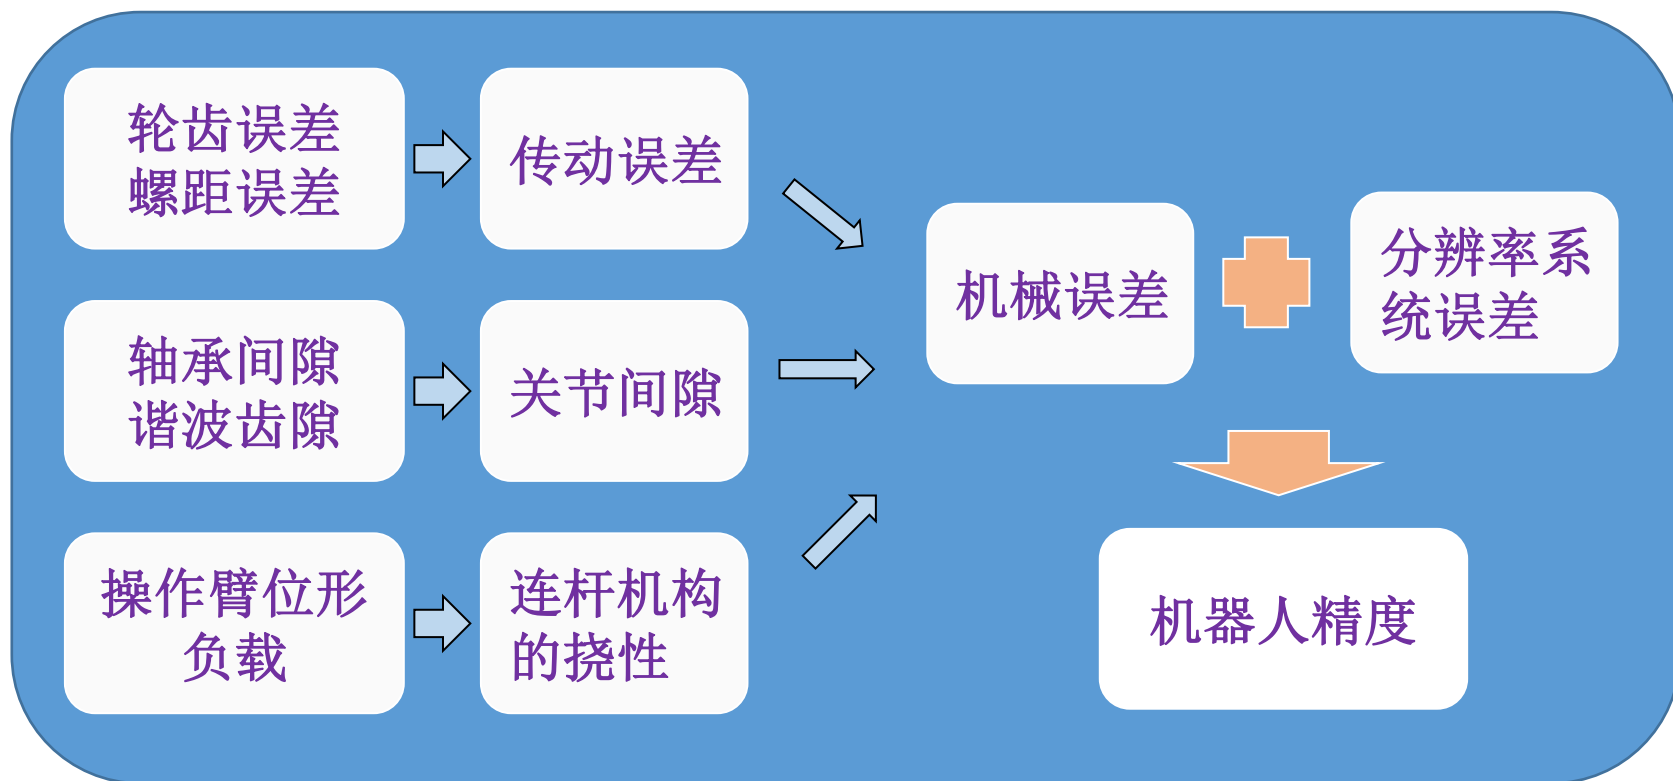 轮齿误差
螺距误差
传动误差
轴承间隙
谐波齿隙
关节间隙
操作臂位形
负载
连杆机构
的挠性
机械误差
分辨率系
统误差
机器人精度